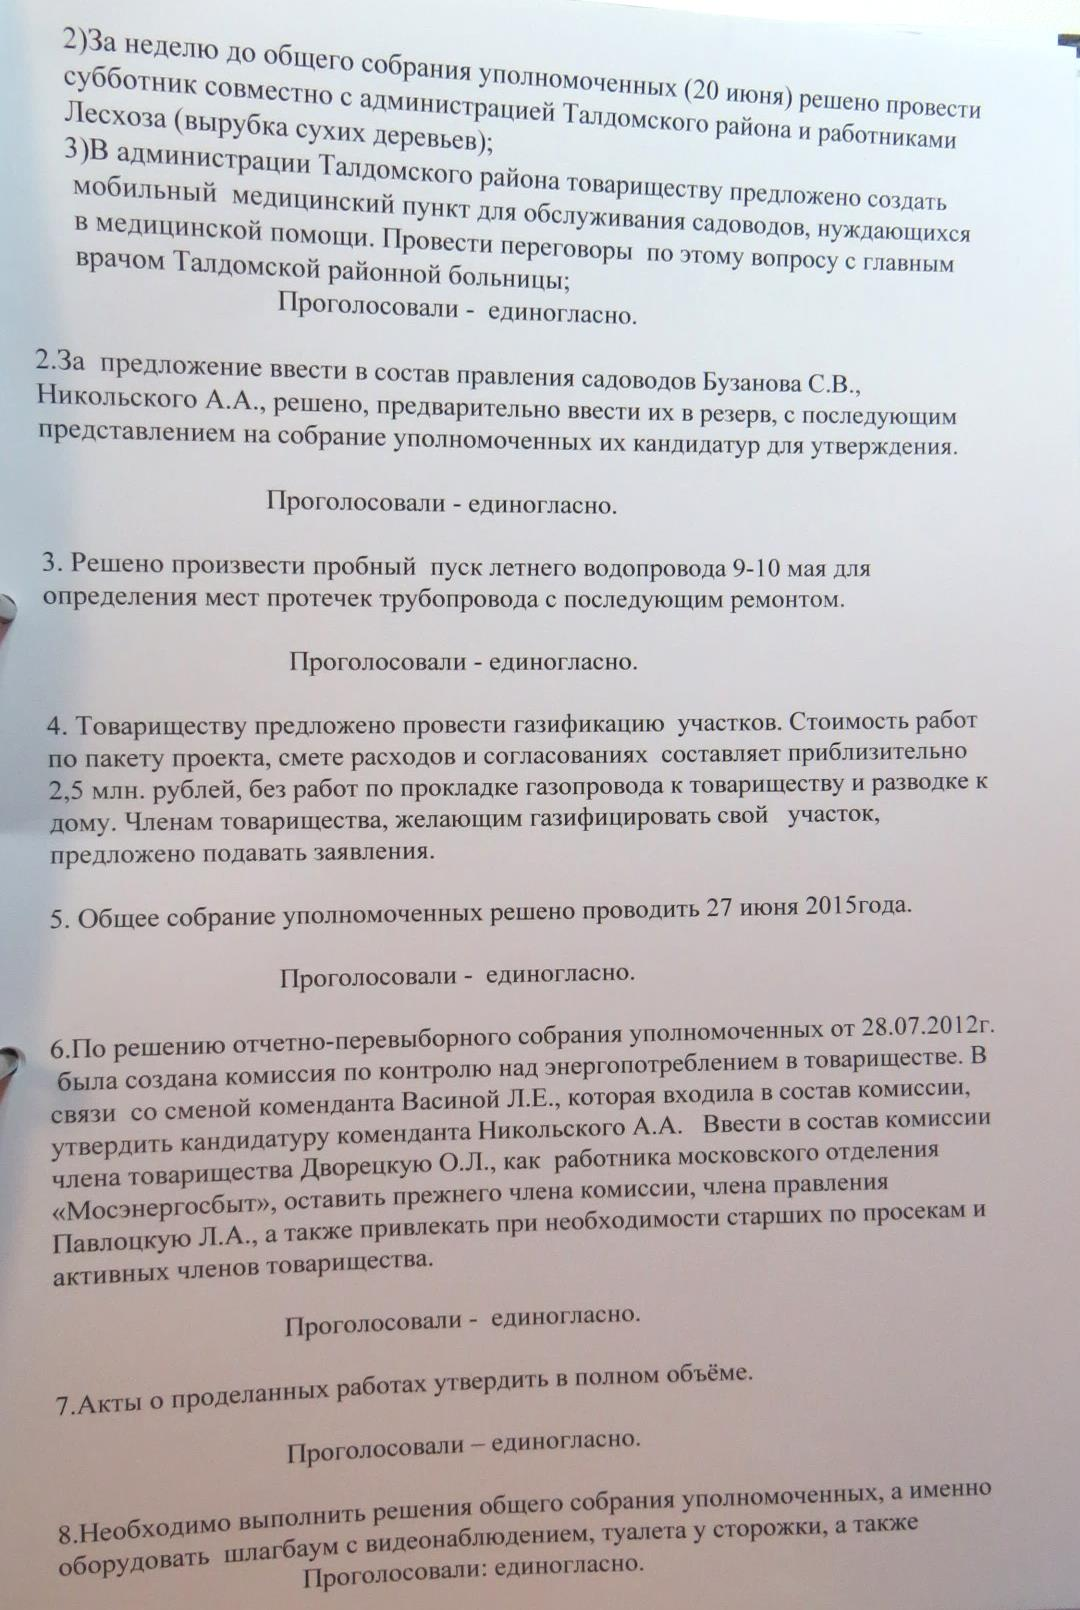 2)За неделю до общего собрания уполномоченных (20 июня) решено провести
субботник совместно с администрацией Талдомского района и работниками
Лесхоза (вырубка сухих деревьев);
3)В администрации Талдомского района товариществу предложено создать
мобильный медицинский пункт для обслуживания садоводов, нуждающихся
в медицинской помощи. Провести переговоры по этому вопросу с главным
врачом Талдомской районной больницы;
Проголосовали - единогласно.
2.За предложение ввести в состав правления садоводов Бузанова С.В.,
Никольского А.А., решено, предварительно ввести их в резерв, с последующим
представлением на собрание уполномоченных их кандидатур для утверждения.
Проголосовали - единогласно.
3. Решено произвести пробный пуск летнего водопровода 9-10 мая для
определения мест протечек трубопровода с последующим ремонтом.
Проголосовали - единогласно.
4. Товариществу предложено провести газификацию участков. Стоимость работ
по пакету проекта, смете расходов и согласованиях составляет приблизительно
2,5 млн. рублей, без работ по прокладке газопровода к товариществу и разводке к
дому. Членам товарищества, желающим газифицировать свой участок,
предложено подавать заявления.
5. Общее собрание уполномоченных решено проводить 27 июня 2015года.
Проголосовали - единогласно.
6.По решению отчетно-перевыборного собрания уполномоченных от 28.07.2012г.
была создана комиссия по контролю над энергопотреблением в товариществе. В
связи со сменой коменданта Васиной Л.Е., которая входила в состав комиссии,
утвердить кандидатуру коменданта Никольского А.А. Ввести в состав комиссии
члена товарищества Дворецкую О.Л., как работника московского отделения
«Мосэнергосбыт», оставить прежнего члена комиссии, члена правления
Павлоцкую Л.А., а также привлекать при необходимости старших по просекам и
активных членов товарищества.
Проголосовали - единогласно.
7.Акты о проделанных работах утвердить в полном объёме.
Проголосовали – единогласно.
8.Необходимо выполнить решения общего собрания уполномоченных, а именно
оборудовать шлагбаум с видеонаблюдением, туалета у сторожки, а также
Проголосовали: единогласно.